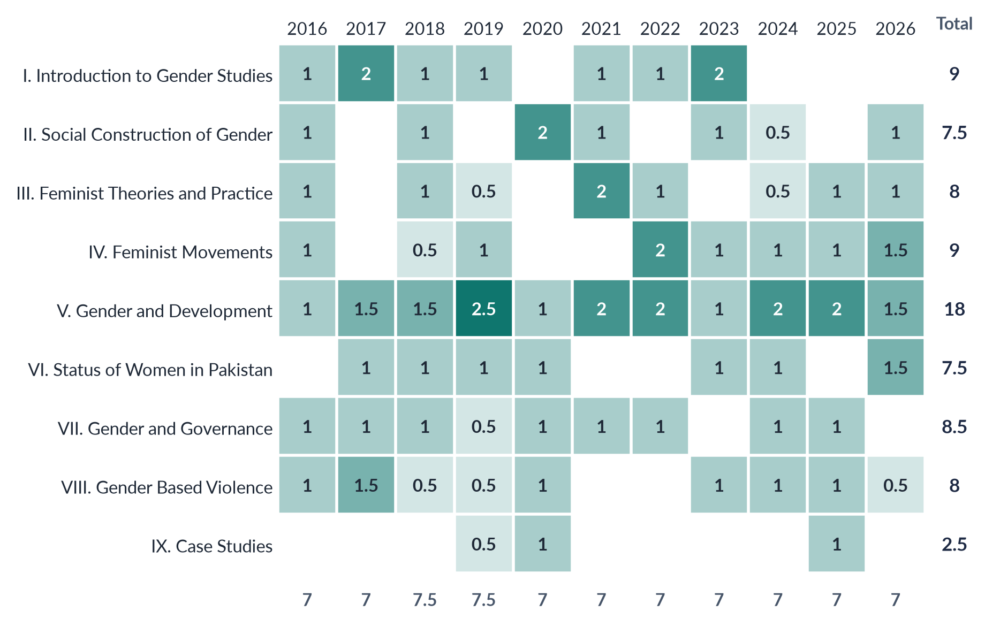 2016 2017 2018 2019 2020 2021 2022 2023 2024 2025 2026 Total
I. Introduction to Gender Studies 1 2 1 1 1 1 2 9
II. Social Construction of Gender 1 1 2 1 1 0.5 1 7.5
III. Feminist Theories and Practice 1 1 0.5 2 1 0.5 1 1 8
IV. Feminist Movements 1 0.5 1 2 1 1 1 1.5 9
V. Gender and Development 1 1.5 1.5 2.5 1 2 2 1 2 2 1.5 18
VI. Status of Women in Pakistan 1 1 1 1 1 1 1.5 7.5
VII. Gender and Governance 1 1 1 0.5 1 1 1 1 1 8.5
VIII. Gender Based Violence 1 1.5 0.5 0.5 1 1 1 1 0.5 8
IX. Case Studies 0.5 1 1 2.5
7 7 7.5 7.5 7 7 7 7 7 7 7